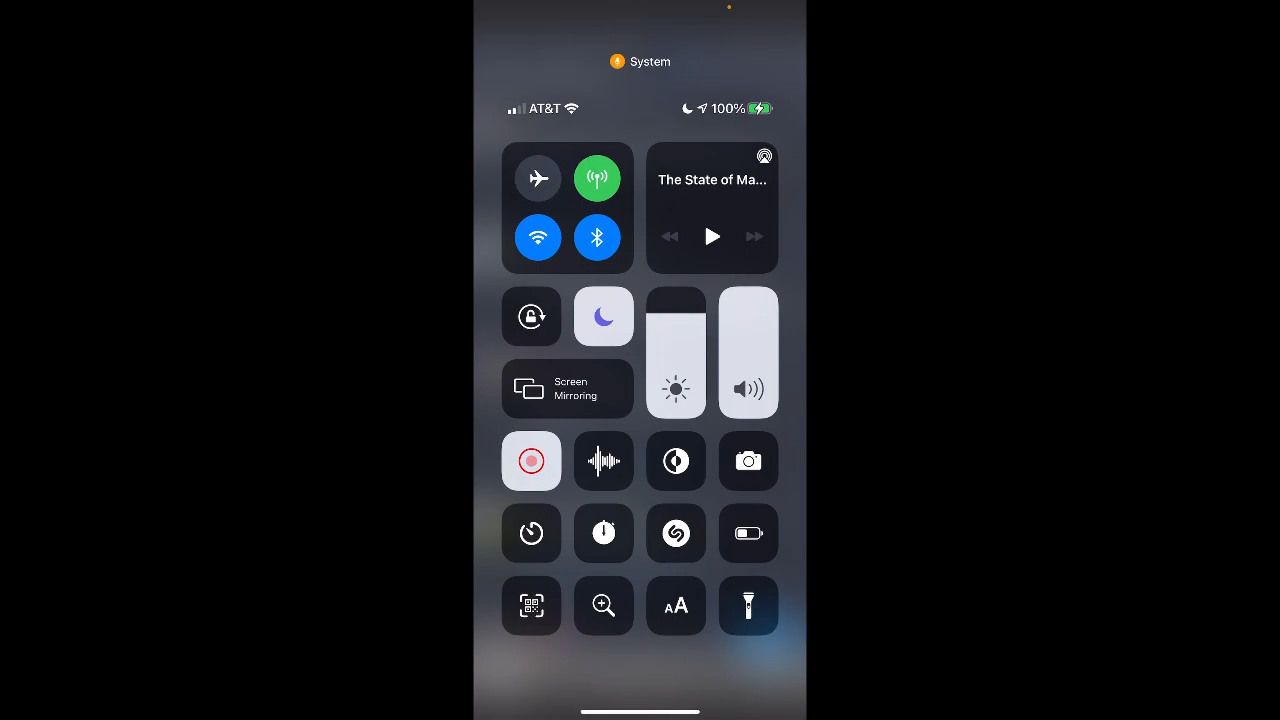 System
AT&T
100%
The State of Ma...
Screen
Mirroring
AA